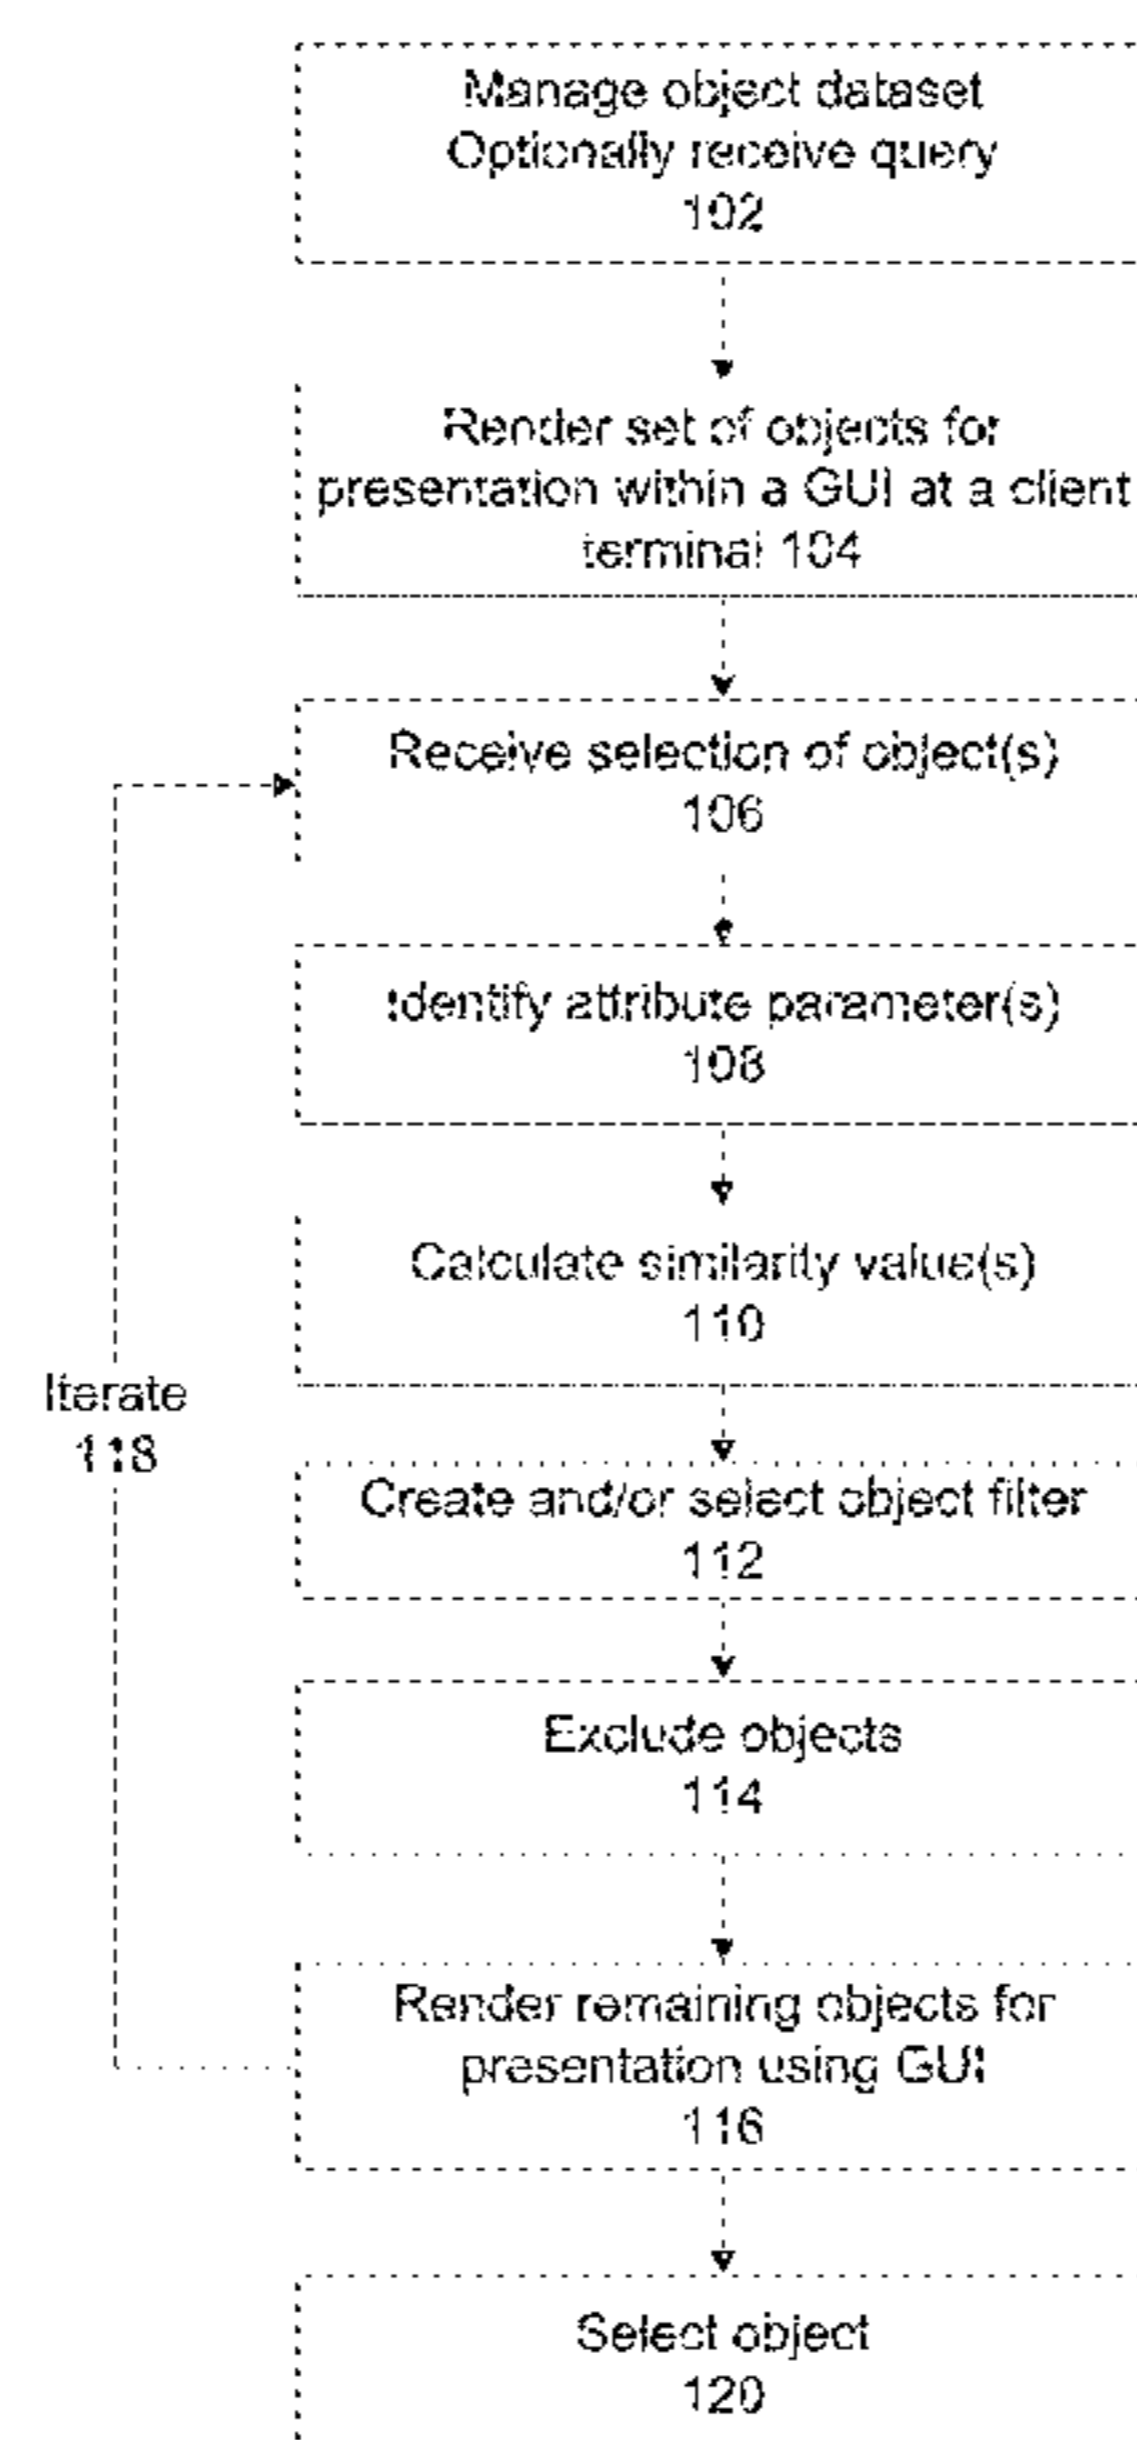 Manage object dataset
Optionally receive query
102
Render set of objects for
presentation within a GUI at a client
terminal 104
Receive selection of object(s)
106
Identify attribute parameter(s)
108
Calculate similarity value(s)
110
Iterate
118
Create and/or select object filter
112
Exclude objects
114
Render remaining objects for
presentation using GUI
116
Select object
120